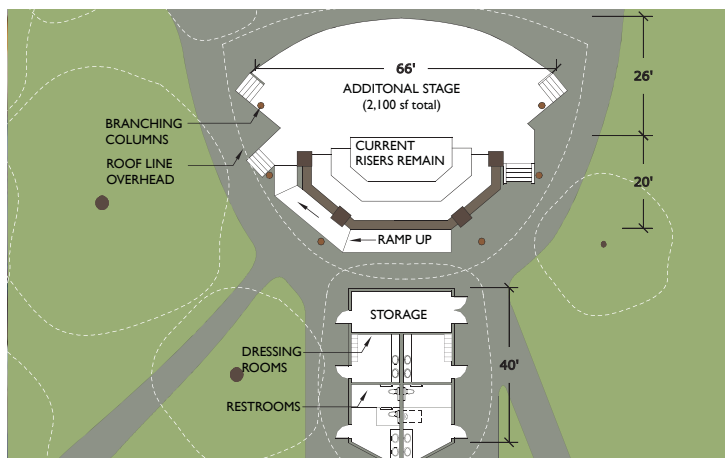 66'
ADDITONAL STAGE
(2,100 sf total)
26'
BRANCHING
COLUMNS
CURRENT
RISERS REMAIN
ROOF LINE
OVERHEAD
20'
RAMP UP
STORAGE
DRESSING
ROOMS
40'
RESTROOMS